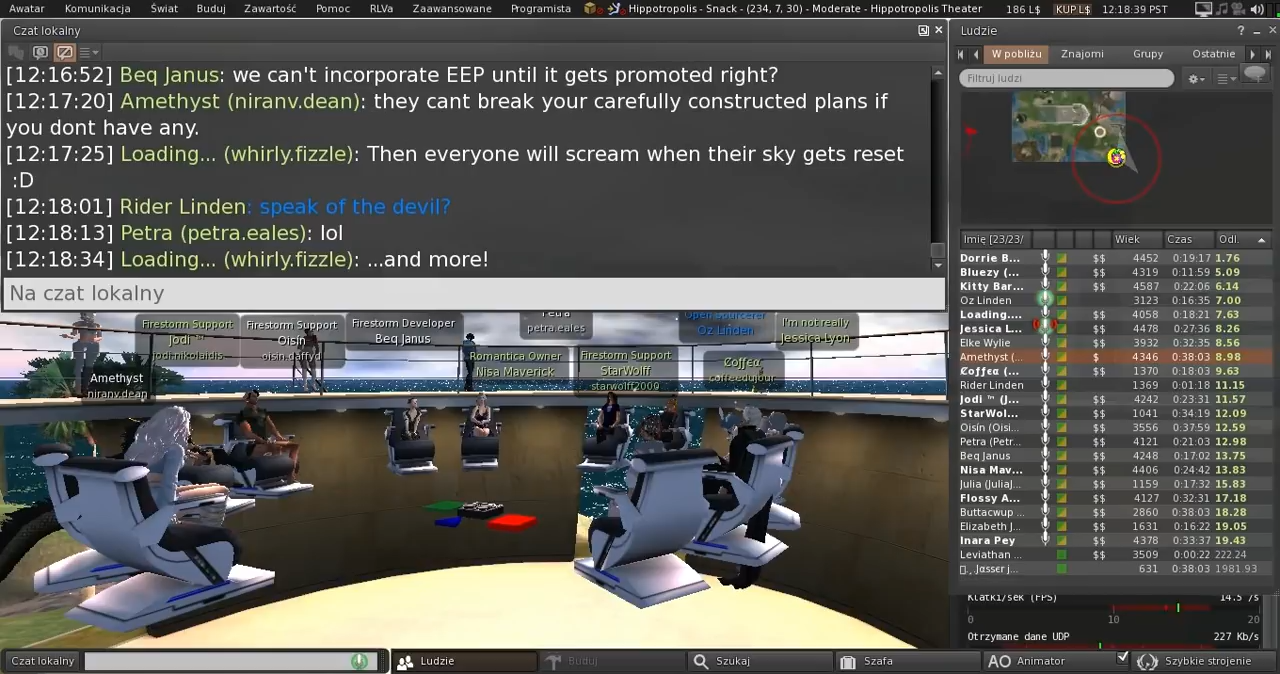 Awatar Komunikacja Świat Buduj Zawartość Pomoc RLVa Zaawansowane Programista Hippotropolis - Snack - (234, 7, 30) - Moderate - Hippotropolis Theater 186 L$ KUP L$ 12:18:39 PST
Czat lokalny
[12:16:52] Beq Janus: we can't incorporate EEP until it gets promoted right?
[12:17:20] Amethyst (niranv.dean): they cant break your carefully constructed plans if
you dont have any.
[12:17:25] Loading... (whirly.fizzle): Then everyone will scream when their sky gets reset
:D
[12:18:01] Rider Linden: speak of the devil?
[12:18:13] Petra (petra.eales): lol
[12:18:34] Loading... (whirly.fizzle): ...and more!
Na czat lokalny
Firestorm Support
Jodi ™
jodi.nikolaidis
Firestorm Support
Oisín
oisin.daffyd
Firestorm Developer
Beq Janus
Petra
petra.eales
Open Sourcerer
Oz Linden
I'm not really
Jessica Lyon
Amethyst
niranv.dean
Romantica Owner
Nisa Maverick
Firestorm Support
StarWolff
starwolff2000
coffeedujour
Ludzie
W pobliżu Znajomi Grupy Ostatnie
Filtruj ludzi
Imię [23/23/ Wiek Czas Odl.
Dorrie B... $$ 4452 0:19:17 1.76
Bluezy (... $$ 4319 0:11:59 5.09
Kitty Bar... $$ 4587 0:22:06 6.14
Oz Linden 3123 0:16:35 7.00
Loading.... $$ 4058 0:18:21 7.63
Jessica L... $$ 4478 0:27:36 8.26
Elke Wylie $$ 3932 0:32:35 8.56
Amethyst (... $ 4346 0:38:03 8.98
$$ 1370 0:18:03 9.63
Rider Linden 1369 0:01:18 11.15
Jodi ™ (J... $$ 4242 0:23:31 11.57
StarWol... $$ 1041 0:34:19 12.09
Oisín (Oisi... $$ 3556 0:37:59 12.59
Petra (Petr... $$ 4121 0:21:03 12.98
Beq Janus $$ 4248 0:17:02 13.75
Nisa Mav... $$ 4406 0:24:42 13.83
Julia (JuliaJ... $$ 1159 0:17:32 15.83
Flossy A... $$ 4127 0:32:31 17.18
Buttacwup ... $$ 2860 0:38:03 18.28
Elizabeth J... $$ 1631 0:16:22 19.05
Inara Pey $$ 4378 0:33:37 19.43
Leviathan ... $$ 3509 0:00:22 222.24
631 0:38:03 1981.93
Klatki/sek (FPS) 14.5 /s
0 10 20
Otrzymane dane UDP 227 Kb/s
Czat lokalny Ludzie Buduj Szukaj Szafa AO Animator Szybkie strojenie